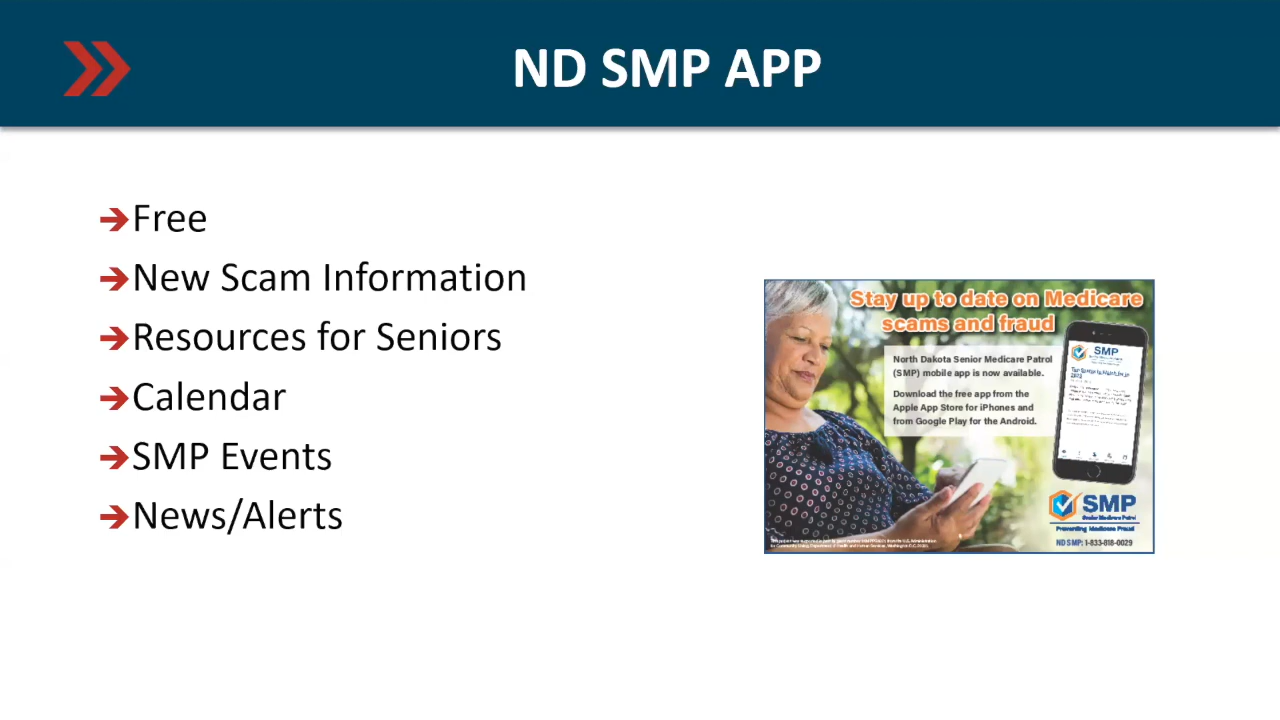 ND SMP APP
Free
New Scam Information
Resources for Seniors
Calendar
SMP Events
News/Alerts
Stay up to date on Medicare
scams and fraud
North Dakota Senior Medicare Patrol
(SMP) mobile app is now available.
Download the free app from the
Apple App Store for iPhones and
from Google Play for the Android.
SMP
SMP
Senior Medicare Patrol
Preventing Medicare Fraud
ND SMP: 1-833-818-0029